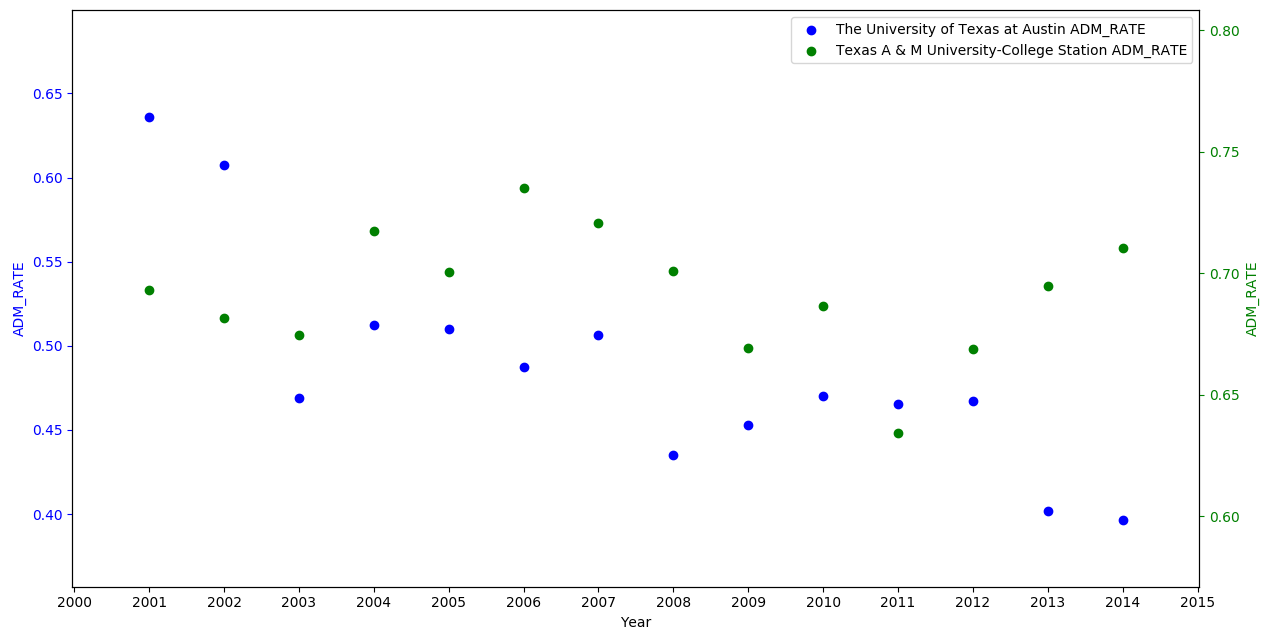 The University of Texas at Austin ADM_RATE
Texas A & M University-College Station ADM_RATE
0.65
0.60
0.55
0.50
0.45
0.40
ADM_RATE
0.80
0.75
0.70
0.65
0.60
ADM_RATE
2000 2001 2002 2003 2004 2005 2006 2007 2008 2009 2010 2011 2012 2013 2014 2015
Year